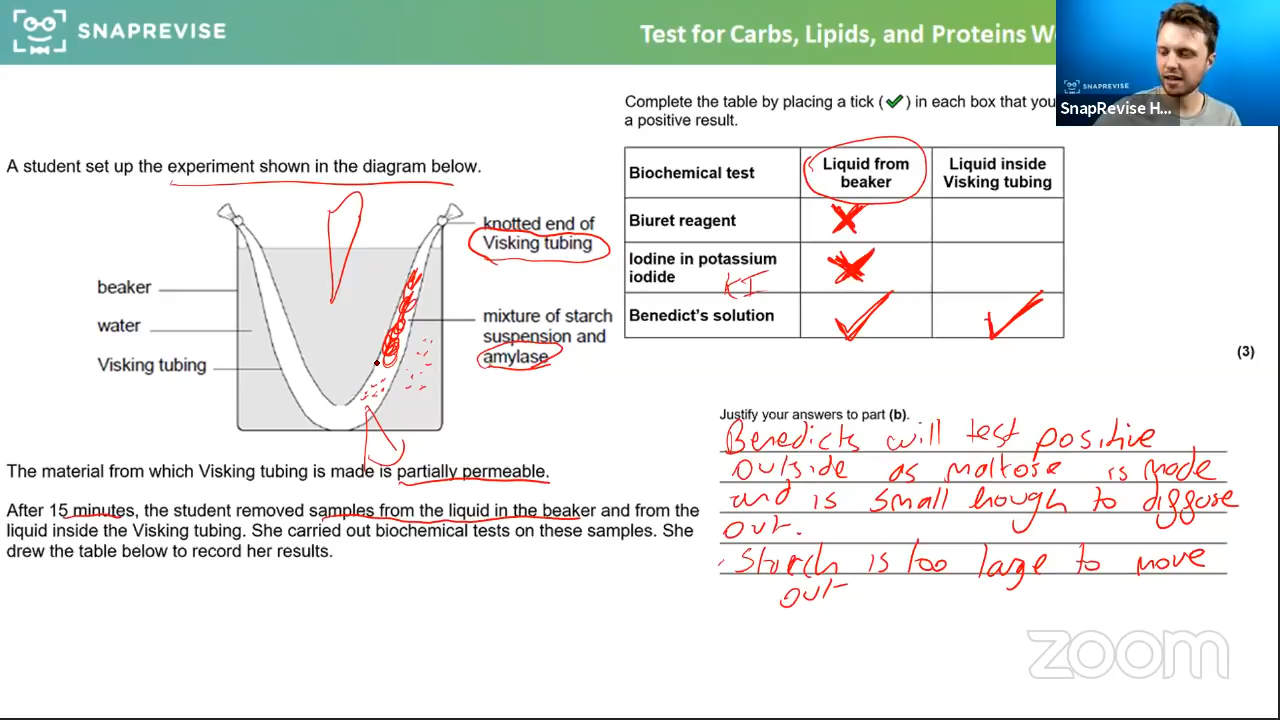 SNAPREVISE
Test for Carbs, Lipids, and Proteins W
SNAPREVISE
SnapRevise H...
Complete the table by placing a tick (✓) in each box that you
a positive result.
A student set up the experiment shown in the diagram below.
knotted end of
Visking tubing
beaker
water
Visking tubing
mixture of starch
suspension and
amylase
Biochemical test
Liquid from
beaker
Liquid inside
Visking tubing
Biuret reagent
Iodine in potassium
iodide
KI
Benedict's solution
(3)
The material from which Visking tubing is made is partially permeable.
After 15 minutes, the student removed samples from the liquid in the beaker and from the
liquid inside the Visking tubing. She carried out biochemical tests on these samples. She
drew the table below to record her results.
Justify your answers to part (b).
Benedicts will test positive
outside as maltose is made
and is small enough to diffuse
out.
Starch is too large to move
out
zoom